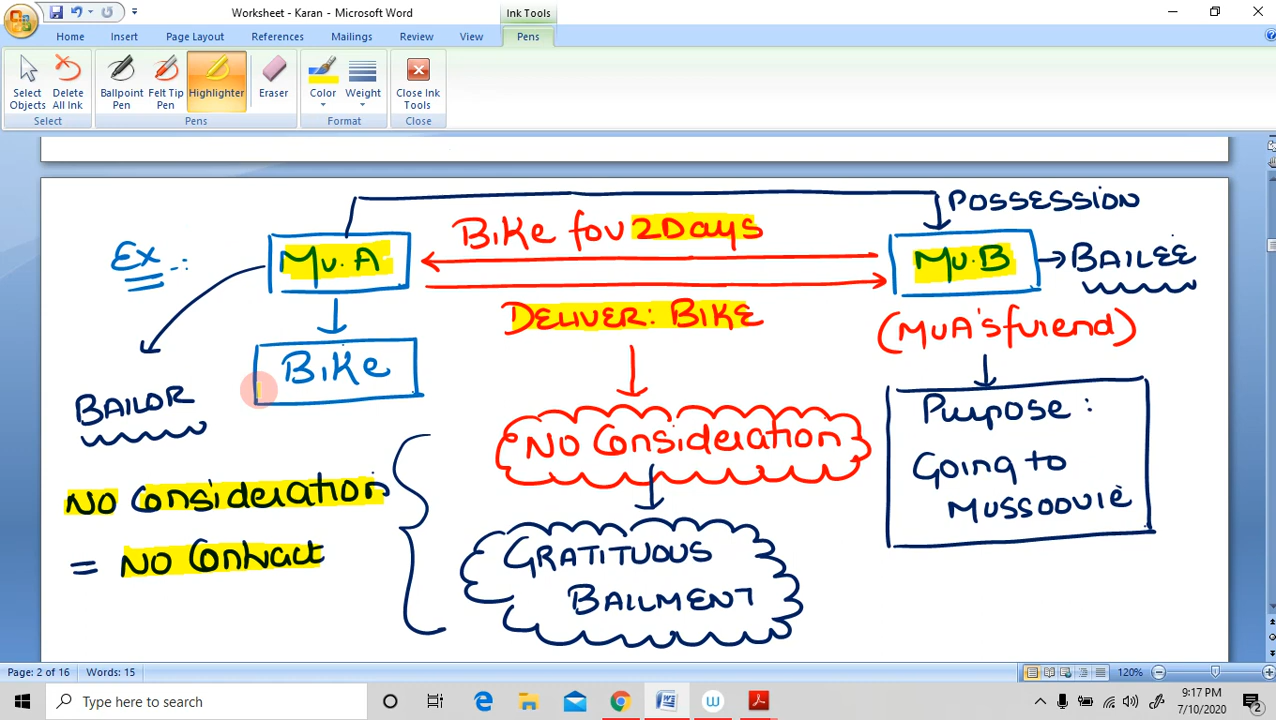 Worksheet - Karan - Microsoft Word
Ink Tools
Home Insert Page Layout References Mailings Review View Pens
Select Objects
Delete All Ink
Ballpoint Pen
Felt Tip Pen
Highlighter
Eraser
Color
Weight
Close Ink Tools
Select Pens Format Close
POSSESSION
Bike for 2Days
Ex :
Mr. A
Mr. B
BAILEE
DELIVER: BIKE
(Mr A's friend)
Bike
BAILOR
Purpose :
Going to
Mussoorie
No Consideration
No Consideration
= No Contract
GRATITUOUS
BAILMENT
Page: 2 of 16 Words: 15 120%
Type here to search
9:17 PM
7/10/2020
2